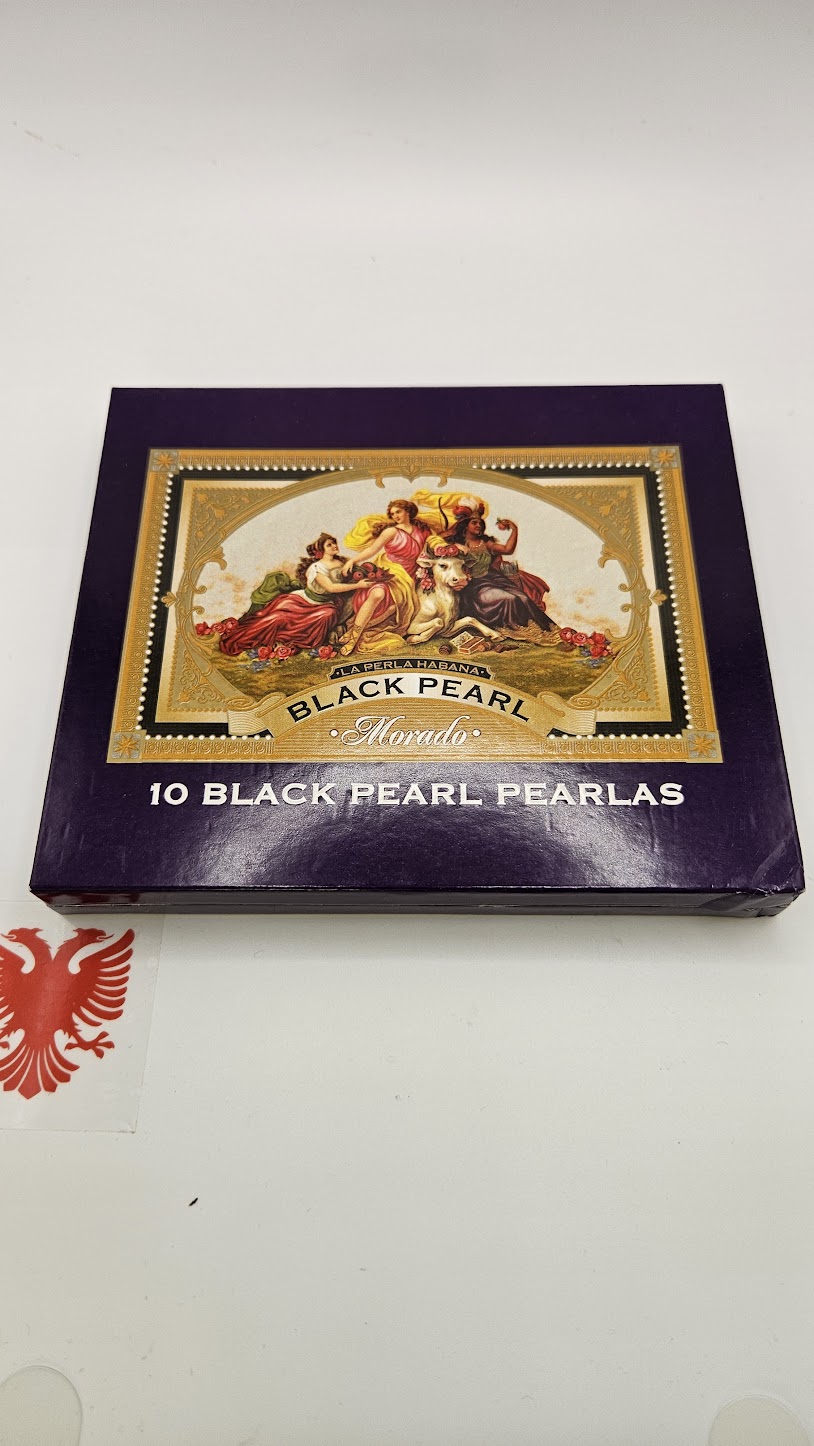 ·LA PERLA HABANA·
BLACK PEARL
·Morado·
10 BLACK PEARL PEARLAS